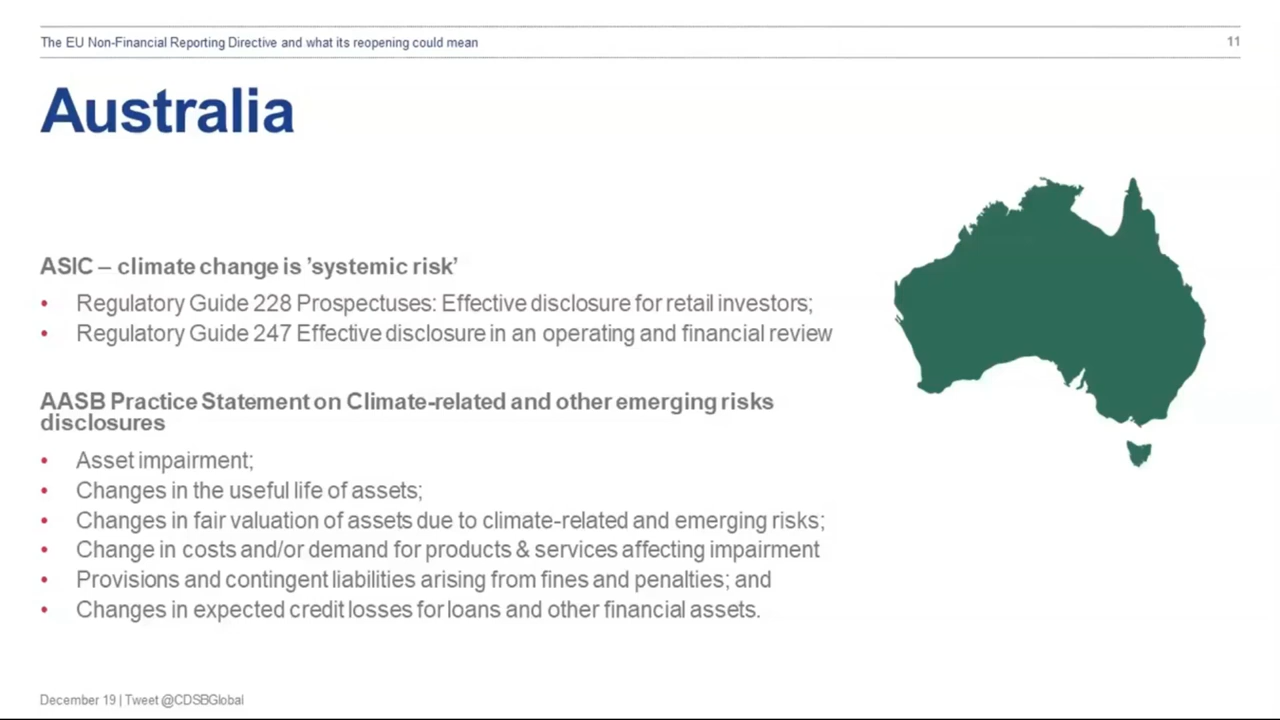 The EU Non-Financial Reporting Directive and what its reopening could mean
11
Australia
ASIC – climate change is ’systemic risk’
• Regulatory Guide 228 Prospectuses: Effective disclosure for retail investors;
• Regulatory Guide 247 Effective disclosure in an operating and financial review
AASB Practice Statement on Climate-related and other emerging risks
disclosures
• Asset impairment;
• Changes in the useful life of assets;
• Changes in fair valuation of assets due to climate-related and emerging risks;
• Change in costs and/or demand for products & services affecting impairment
• Provisions and contingent liabilities arising from fines and penalties; and
• Changes in expected credit losses for loans and other financial assets.
December 19 | Tweet @CDSBGlobal